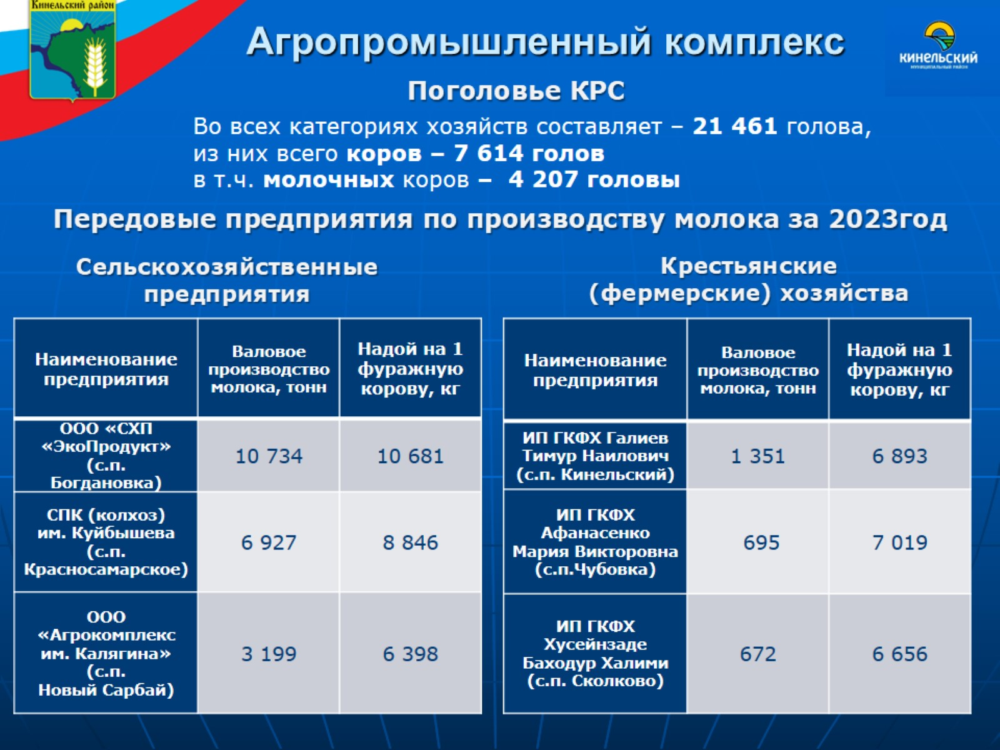 Кинельский район
Агропромышленный комплекс
КИНЕЛЬСКИЙ
МУНИЦИПАЛЬНЫЙ РАЙОН
Поголовье КРС
Во всех категориях хозяйств составляет – 21 461 голова,
из них всего коров – 7 614 голов
в т.ч. молочных коров – 4 207 головы
Передовые предприятия по производству молока за 2023год
Сельскохозяйственные
предприятия
Наименование
предприятия
Валовое
производство
молока, тонн
Надой на 1
фуражную
корову, кг
ООО «СХП
«ЭкоПродукт»
(с.п.
Богдановка)
10 734
10 681
СПК (колхоз)
им. Куйбышева
(с.п.
Красносамарское)
6 927
8 846
ООО
«Агрокомплекс
им. Калягина»
(с.п.
Новый Сарбай)
3 199
6 398
Крестьянские
(фермерские) хозяйства
Наименование
предприятия
Валовое
производство
молока, тонн
Надой на 1
фуражную
корову, кг
ИП ГКФХ Галиев
Тимур Наилович
(с.п. Кинельский)
1 351
6 893
ИП ГКФХ
Афанасенко
Мария Викторовна
(с.п.Чубовка)
695
7 019
ИП ГКФХ
Хусейнзаде
Баходур Халими
(с.п. Сколково)
672
6 656